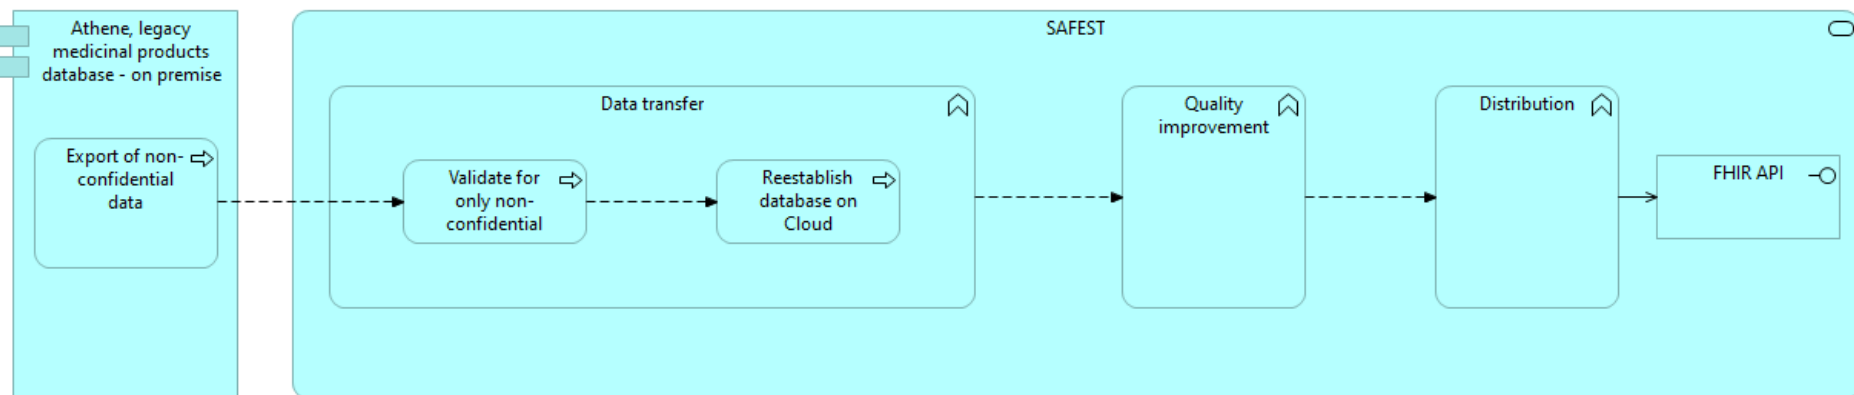 Athene, legacy
medicinal products
database - on premise
Export of non-
confidential
data
SAFEST
Data transfer
Validate for
only non-
confidential
Reestablish
database on
Cloud
Quality
improvement
Distribution
FHIR API